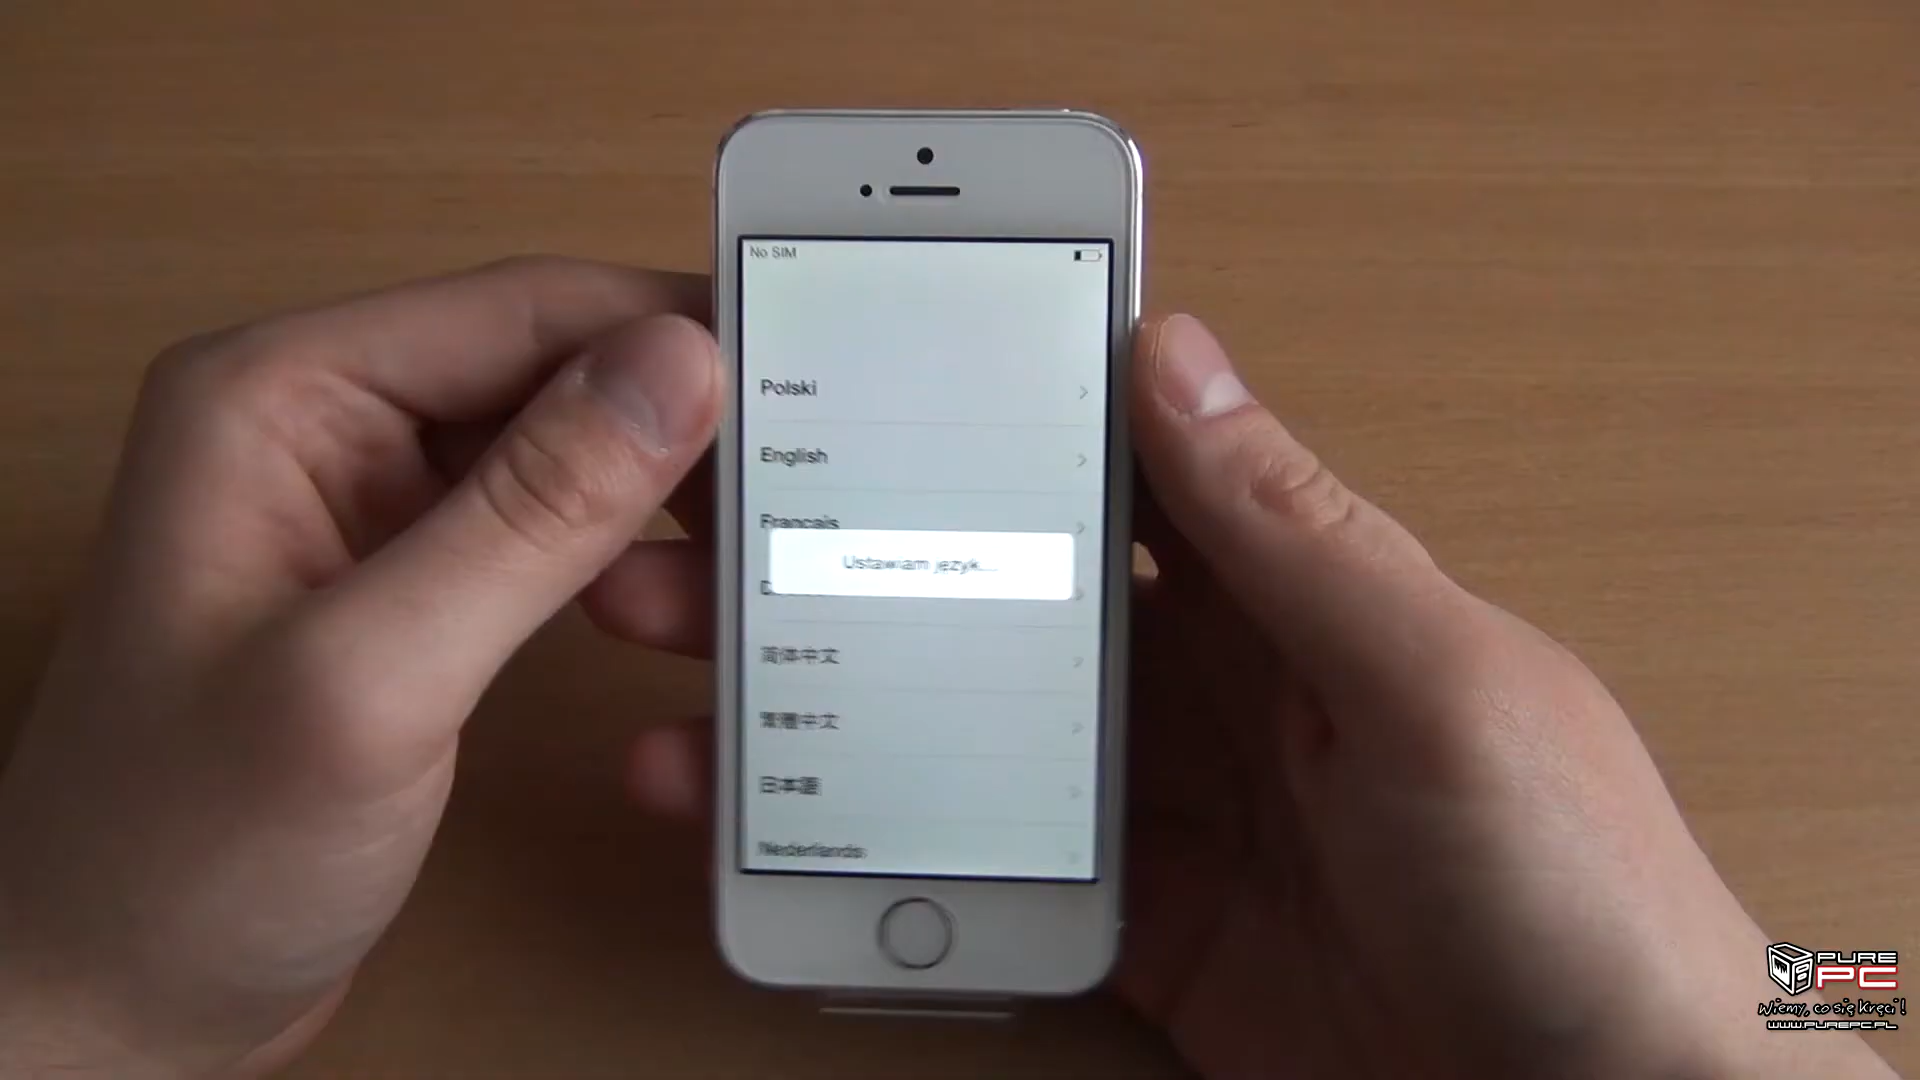 No SIM
Polski
English
Français
Ustawiam język...
简体中文
繁體中文
日本語
Nederlands
PURE
PC
Wiemy, co się kręci!
WWW.PUREPC.PL